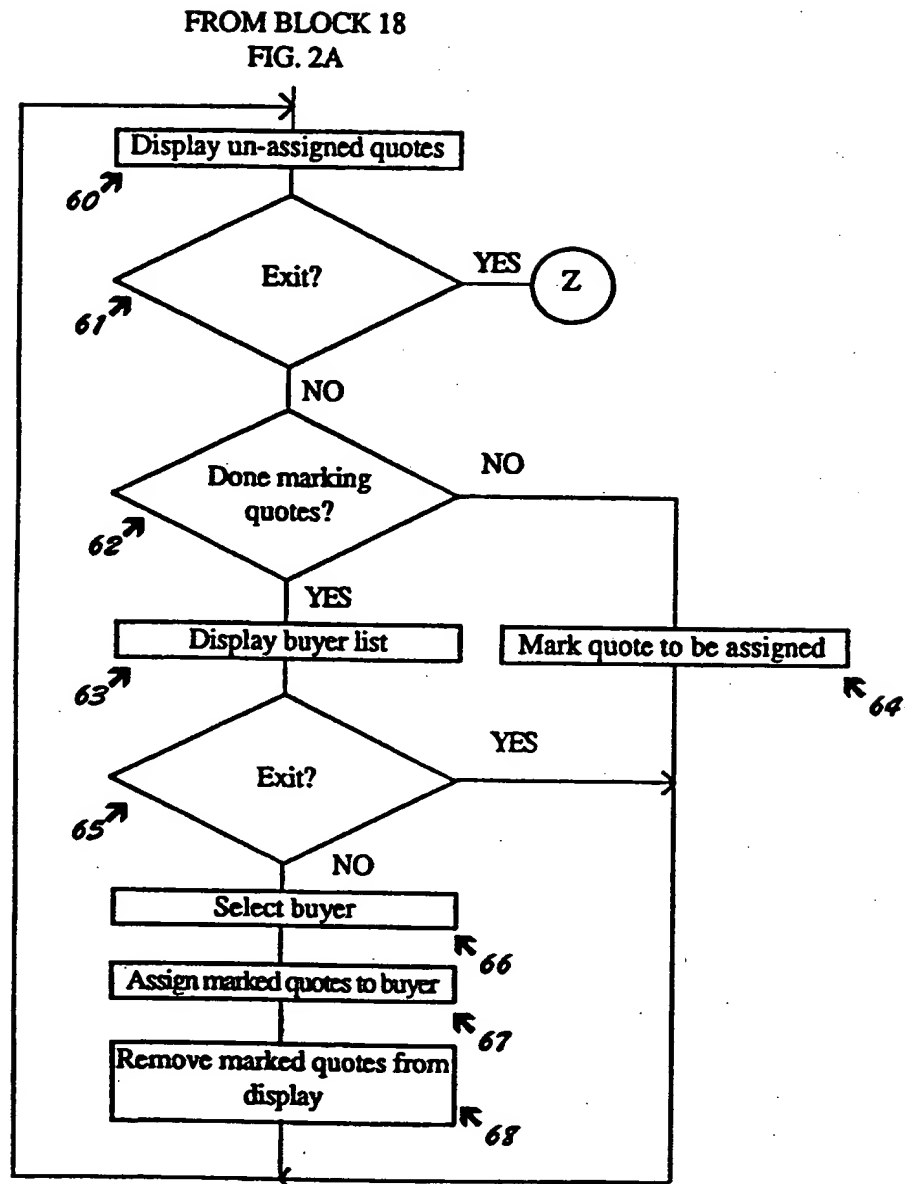 FROM BLOCK 18
FIG. 2A
Display un-assigned quotes
60
Exit?
YES
Z
61
NO
Done marking
quotes?
NO
62
YES
Display buyer list
63
Mark quote to be assigned
64
Exit?
YES
65
NO
Select buyer
66
Assign marked quotes to buyer
67
Remove marked quotes from
display
68